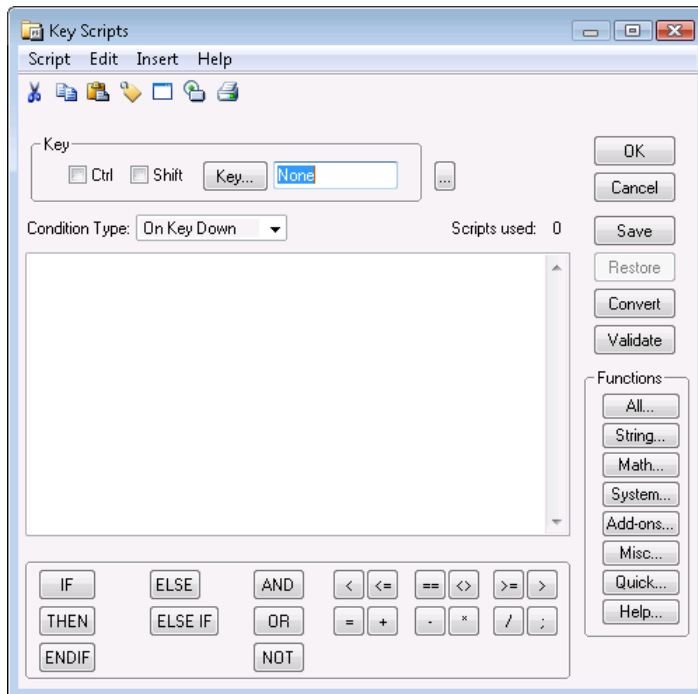 Key Scripts
Script Edit Insert Help
Key
Ctrl Shift Key... None ...
OK
Cancel
Condition Type: On Key Down Scripts used: 0
Save
Restore
Convert
Validate
Functions
All...
String...
Math...
System...
Add-ons...
Misc...
Quick...
Help...
IF ELSE AND < <= == <> >= >
THEN ELSE IF OR = + - * / ;
ENDIF NOT